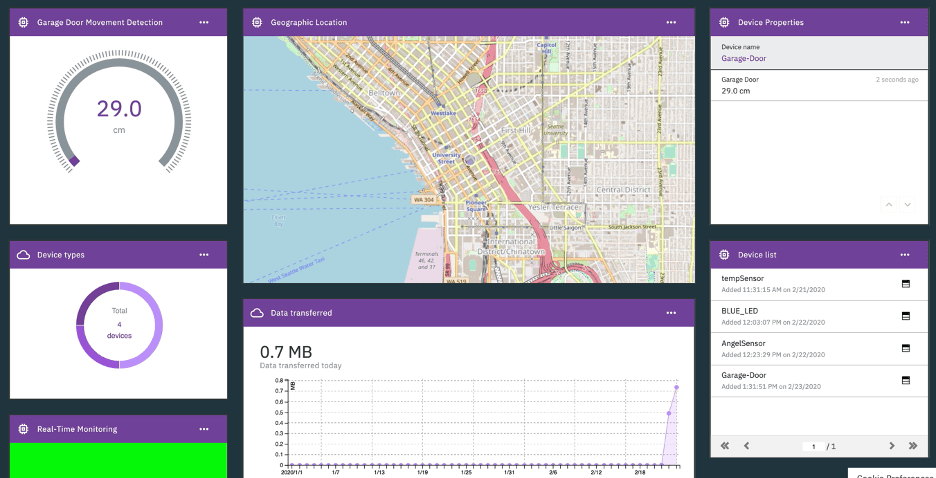 Garage Door Movement Detection
29.0
cm
Geographic Location
Capitol
Hill
Belltown
Westlake
First Hill
Seattle
University
University
Street
Pioneer
Square
WA 304
Yesler Terrace
Central District
Little Saigon
South Jackson Street
International
District/Chinatown
Terminals
46, 42
and 37
WA 519
12th Avenue
23rd Avenue
Device Properties
Device name
Garage-Door
Garage Door
2 seconds ago
29.0 cm
Device types
Total
4
devices
Data transferred
0.7 MB
Data transferred today
MB
0.8
0.7
0.6
0.5
0.4
0.3
0.2
0.1
0
2020/1/1
1/7
1/13
1/19
1/25
1/31
2/6
2/12
2/18
Device list
tempSensor
Added 11:31:15 AM on 2/21/2020
BLUE_LED
Added 12:03:07 PM on 2/22/2020
AngelSensor
Added 12:23:29 PM on 2/22/2020
Garage-Door
Added 1:31:51 PM on 2/23/2020
1 / 1
Real-Time Monitoring